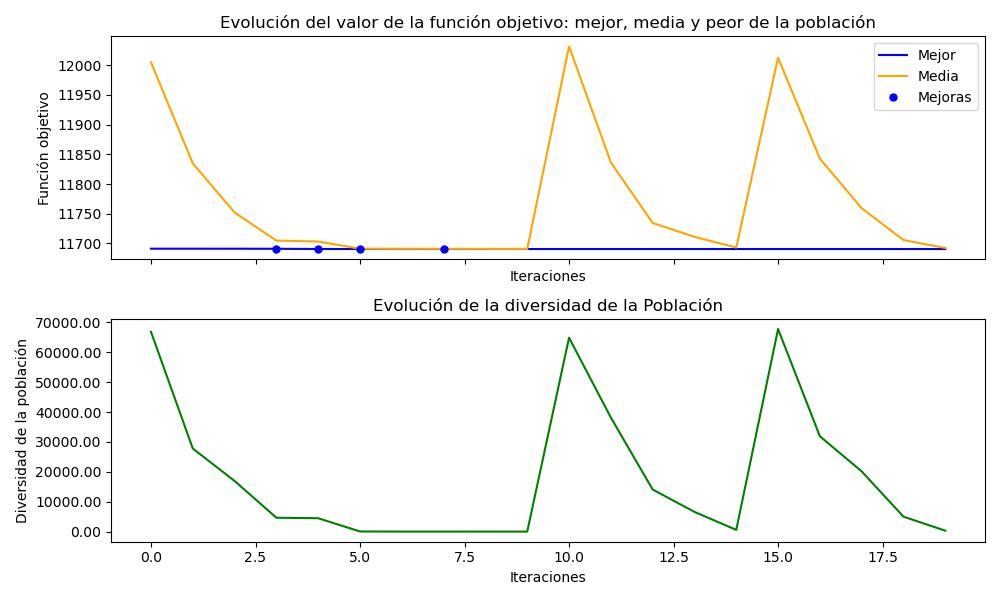 Evolución del valor de la función objetivo: mejor, media y peor de la población
12000
11950
11900
11850
11800
11750
11700
Función objetivo
Mejor
Media
Mejoras
Iteraciones
Evolución de la diversidad de la Población
70000.00
60000.00
50000.00
40000.00
30000.00
20000.00
10000.00
0.00
Diversidad de la población
0.0 2.5 5.0 7.5 10.0 12.5 15.0 17.5
Iteraciones